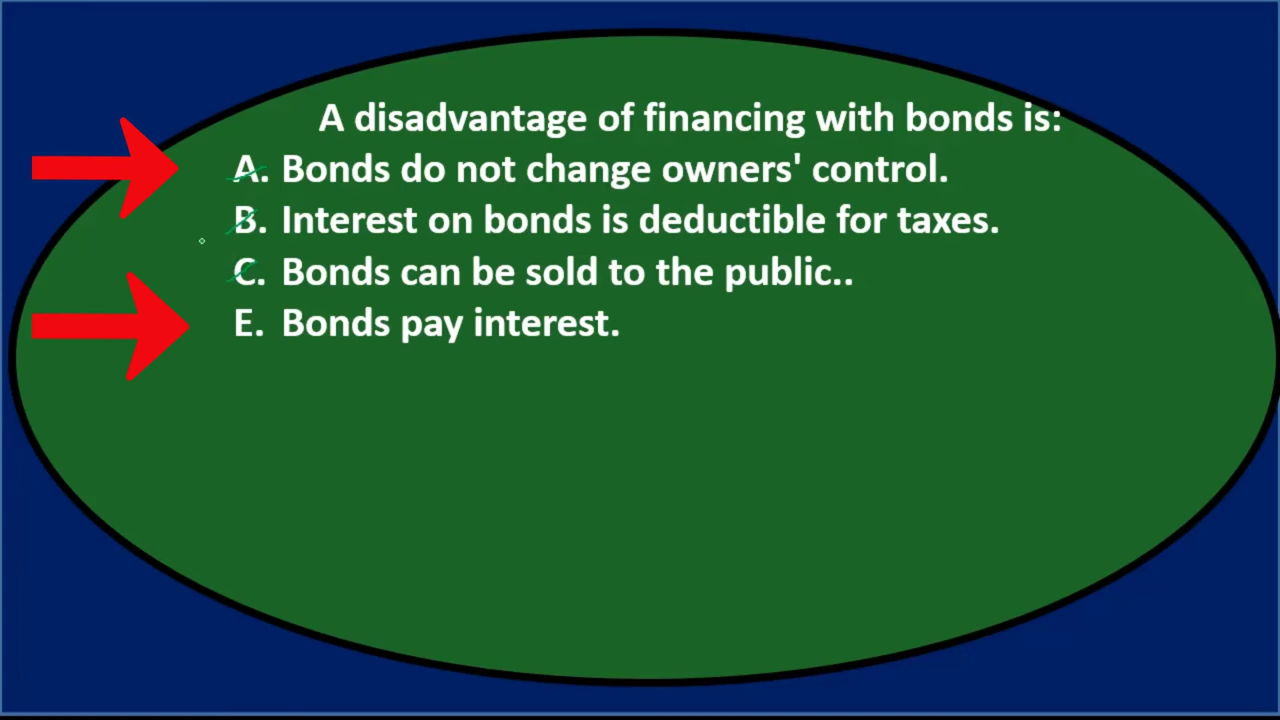 A disadvantage of financing with bonds is:
A. Bonds do not change owners' control.
B. Interest on bonds is deductible for taxes.
C. Bonds can be sold to the public..
E. Bonds pay interest.